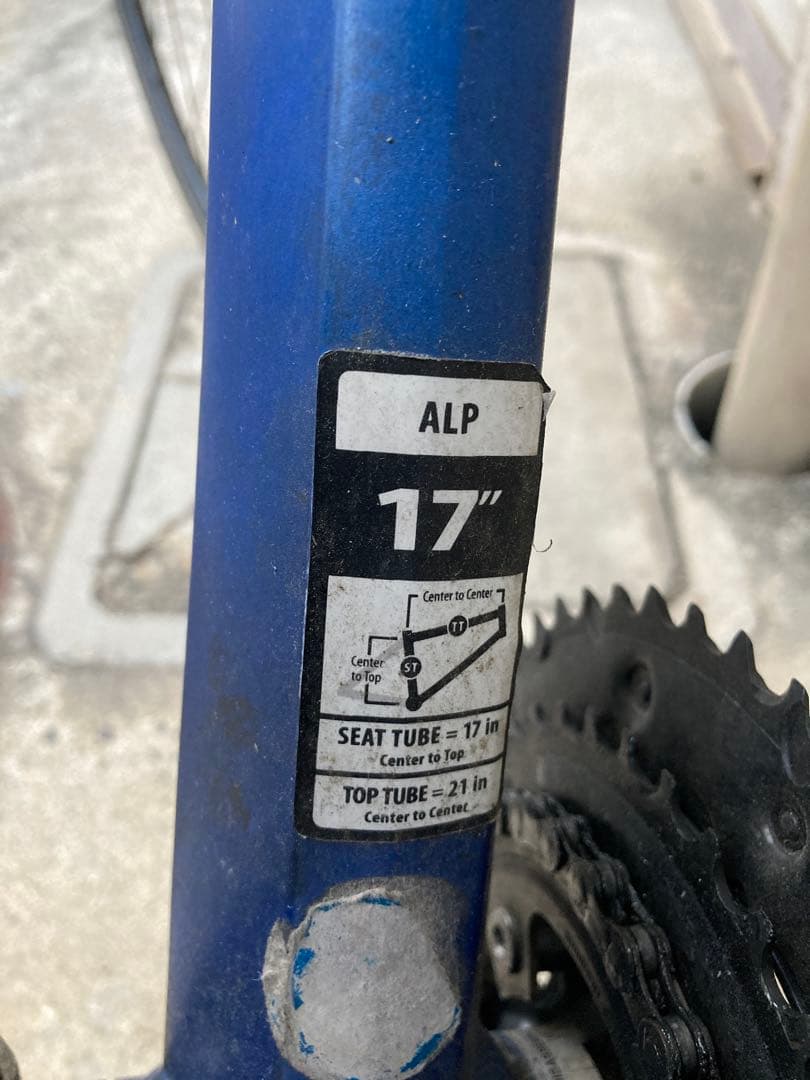 ALP
17"
Center to Center
TT
Center
to Top
ST
SEAT TUBE = 17 in
Center to Top
TOP TUBE = 21 in
Center to Center